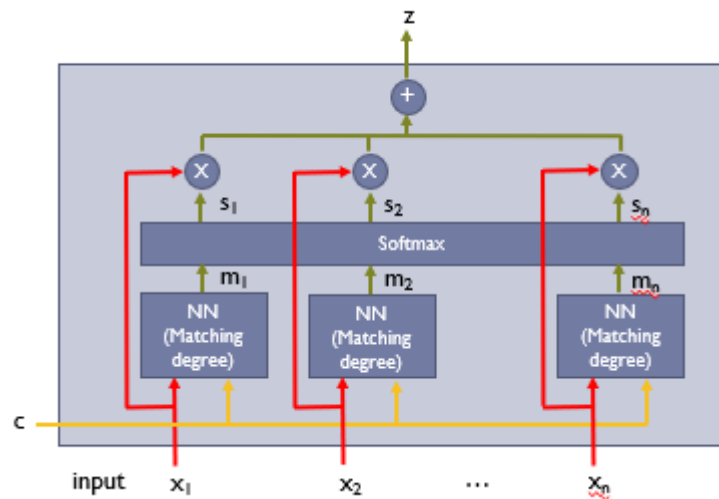 z
+
X X X
s₁ s₂ sₙ
Softmax
m₁ m₂ mₙ
NN NN NN
(Matching (Matching (Matching
degree) degree) degree)
c
input x₁ x₂ ... xₙ